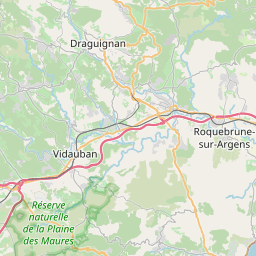 Draguignan
Roquebrune-
sur-Argens
Vidauban
Réserve
naturelle
de la Plaine
des Maures